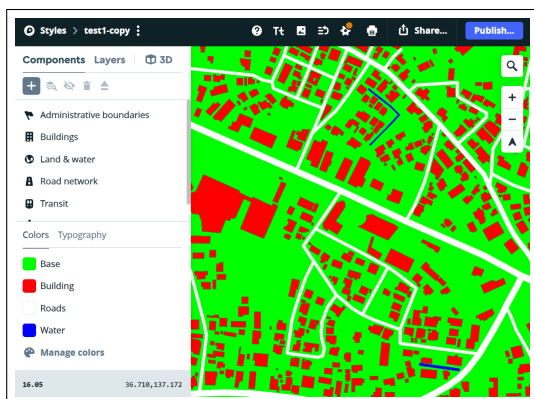 Styles > test1-copy
Share...
Publish...
Components Layers 3D
Administrative boundaries
Buildings
Land & water
Road network
Transit
Colors Typography
Base
Building
Roads
Water
Manage colors
16.05 36.710,137.172